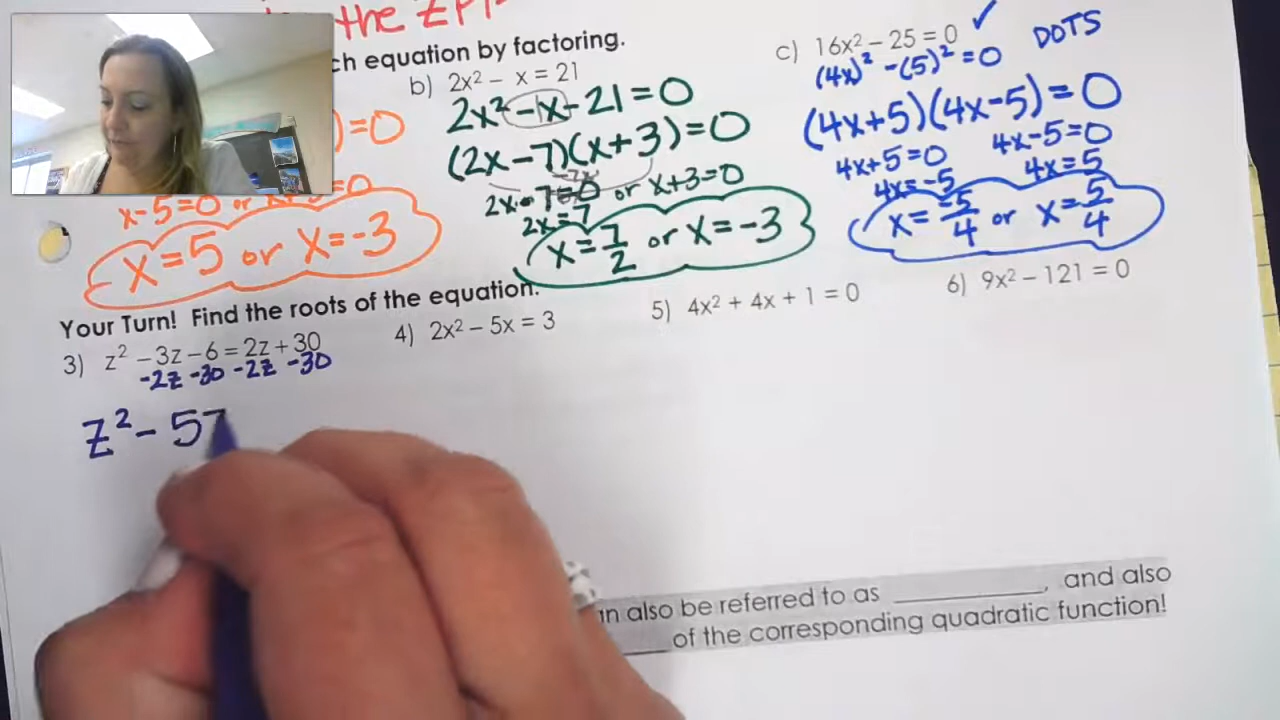 the ZPP
ch equation by factoring.
)=0
x-5=0 or
=0
x=5 or x=-3
b) 2x² - x = 21
2x² -1x-21=0
(2x-7)(x+3)=0
-7x
2x-7=0 or x+3=0
2x=7
x=7/2 or x=-3
c) 16x² - 25 = 0 ✓ DOTS
(4x)² -(5)²=0
(4x+5)(4x-5)=0
4x+5=0 4x-5=0
4x=-5 4x=5
x=-5/4 or x=5/4
Your Turn! Find the roots of the equation.
3) z² - 3z - 6 = 2z + 30
-2z -30 -2z -30
z² - 5z
4) 2x² - 5x = 3
5) 4x² + 4x + 1 = 0
6) 9x² - 121 = 0
also be referred to as __________, and also
of the corresponding quadratic function!